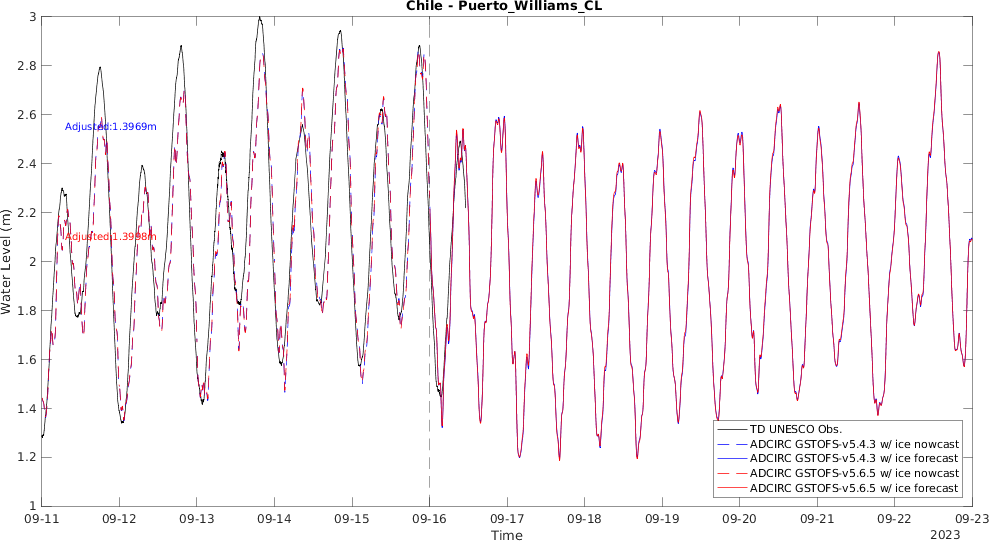 Chile - Puerto_Williams_CL
3
2.8
2.6
2.4
2.2
2
1.8
1.6
1.4
1.2
1
Water Level (m)
Adjusted:1.3969m
Adjusted:1.3998m
TD UNESCO Obs.
ADCIRC GSTOFS-v5.4.3 w/ ice nowcast
ADCIRC GSTOFS-v5.4.3 w/ ice forecast
ADCIRC GSTOFS-v5.6.5 w/ ice nowcast
ADCIRC GSTOFS-v5.6.5 w/ ice forecast
09-11 09-12 09-13 09-14 09-15 09-16 09-17 09-18 09-19 09-20 09-21 09-22 09-23
Time
2023